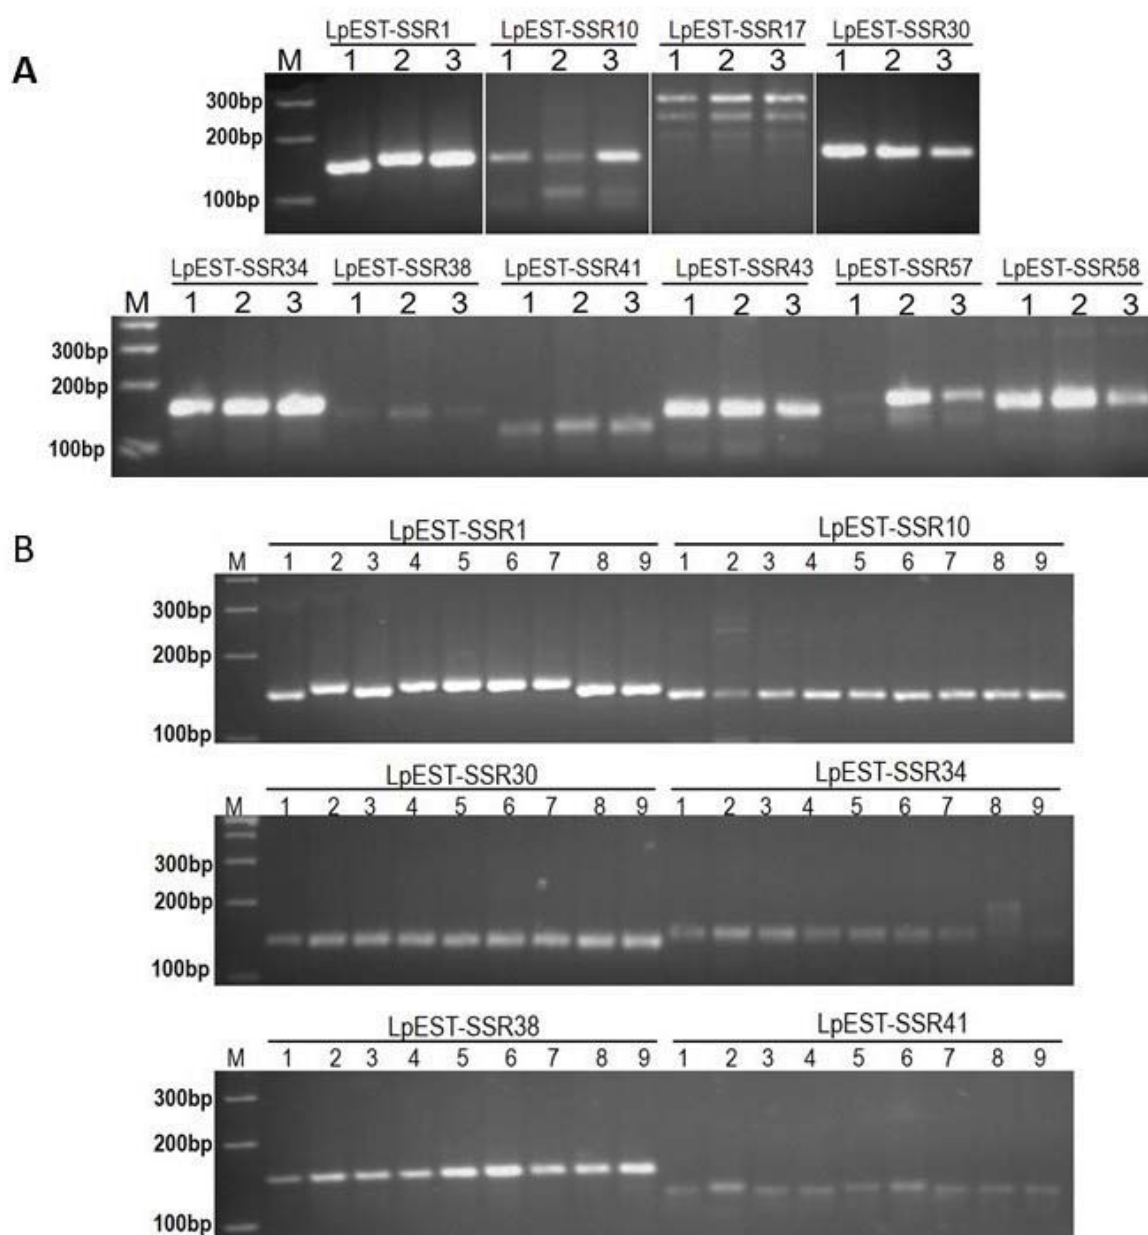 LpEST-SSR1 LpEST-SSR10 LpEST-SSR17 LpEST-SSR30
A M 1 2 3 1 2 3 1 2 3 1 2 3
300bp
200bp
100bp
LpEST-SSR34 LpEST-SSR38 LpEST-SSR41 LpEST-SSR43 LpEST-SSR57 LpEST-SSR58
M 1 2 3 1 2 3 1 2 3 1 2 3 1 2 3 1 2 3
300bp
200bp
100bp
LpEST-SSR1 LpEST-SSR10
B M 1 2 3 4 5 6 7 8 9 1 2 3 4 5 6 7 8 9
300bp
200bp
100bp
LpEST-SSR30 LpEST-SSR34
M 1 2 3 4 5 6 7 8 9 1 2 3 4 5 6 7 8 9
300bp
200bp
100bp
LpEST-SSR38 LpEST-SSR41
M 1 2 3 4 5 6 7 8 9 1 2 3 4 5 6 7 8 9
300bp
200bp
100bp